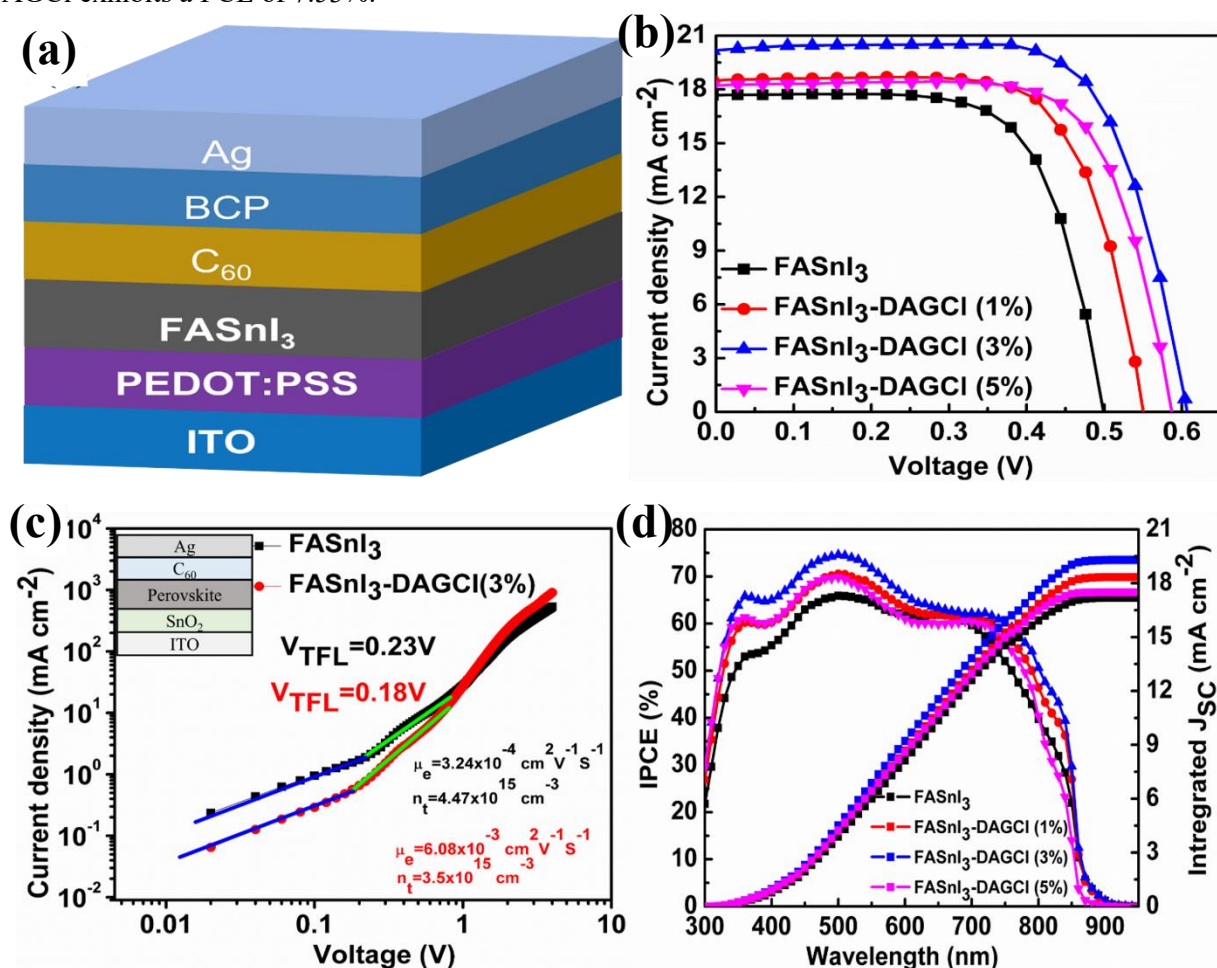 (a)
Ag
BCP
C60
FASnI3
PEDOT:PSS
ITO
(b)
21
18
15
12
9
6
3
0
Current density (mA cm-2)
FASnI3
FASnI3-DAGCl (1%)
FASnI3-DAGCl (3%)
FASnI3-DAGCl (5%)
0.0 0.1 0.2 0.3 0.4 0.5 0.6
Voltage (V)
(c)
10^4
10^3
10^2
10^1
10^0
10^-1
10^-2
Current density (mA cm-2)
Ag
C60
Perovskite
SnO2
ITO
FASnI3
FASnI3-DAGCl(3%)
VTFL=0.23V
VTFL=0.18V
μe=3.24x10^-4 cm^2V^-1S^-1
nt=4.47x10^15 cm^-3
μe=6.08x10^-3 cm^2V^-1S^-1
nt=3.5x10^15 cm^-3
0.01 0.1 1 10
Voltage (V)
(d)
80
70
60
50
40
30
20
10
0
IPCE (%)
FASnI3
FASnI3-DAGCl (1%)
FASnI3-DAGCl (3%)
FASnI3-DAGCl (5%)
21
18
15
12
9
6
3
0
Intregrated JSC (mA cm-2)
300 400 500 600 700 800 900
Wavelength (nm)